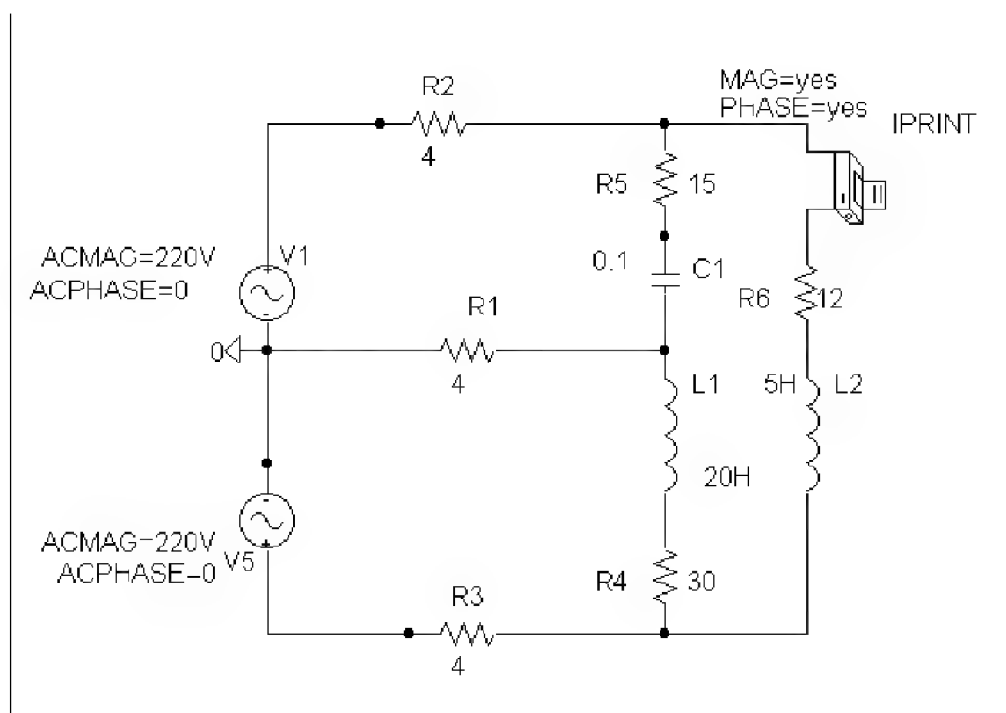 R2
4
MAG=yes
PHASE=yes
IPRINT
R5
15
ACMAG=220V
ACPHASE=0
V1
0.1
C1
R6
12
R1
4
0
L1
5H
L2
20H
ACMAG=220V
ACPHASE=0
V5
R4
30
R3
4